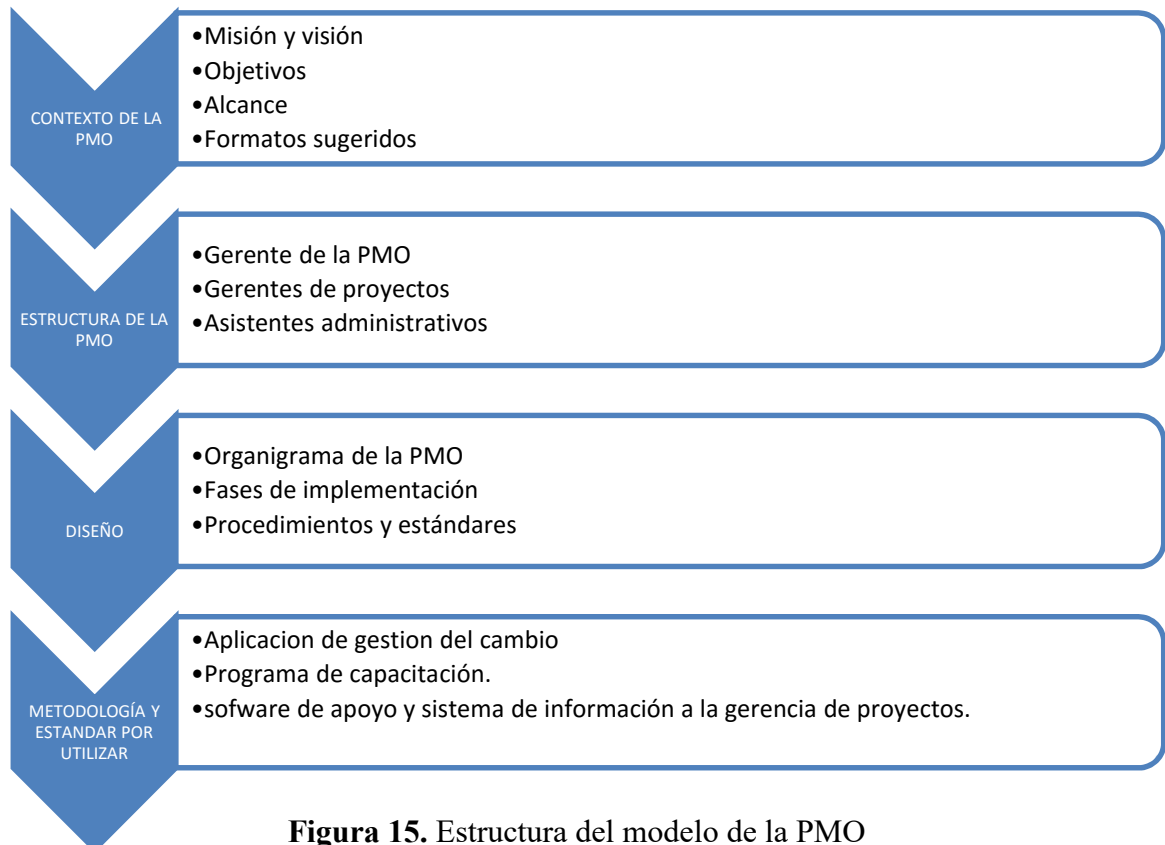 •Misión y visión
•Objetivos
•Alcance
•Formatos sugeridos
CONTEXTO DE LA
PMO
•Gerente de la PMO
•Gerentes de proyectos
•Asistentes administrativos
ESTRUCTURA DE LA
PMO
•Organigrama de la PMO
•Fases de implementación
•Procedimientos y estándares
DISEÑO
•Aplicacion de gestion del cambio
•Programa de capacitación.
•sofware de apoyo y sistema de información a la gerencia de proyectos.
METODOLOGÍA Y
ESTANDAR POR
UTILIZAR
Figura 15. Estructura del modelo de la PMO